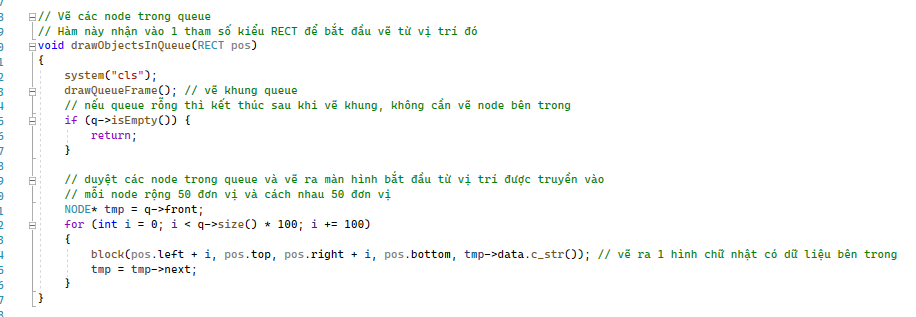 // Vẽ các node trong queue
// Hàm này nhận vào 1 tham số kiểu RECT để bắt đầu vẽ từ vị trí đó
void drawObjectsInQueue(RECT pos)
{
system("cls");
drawQueueFrame(); // vẽ khung queue
// nếu queue rỗng thì kết thúc sau khi vẽ khung, không cần vẽ node bên trong
if (q->isEmpty()) {
return;
}
// duyệt các node trong queue và vẽ ra màn hình bắt đầu từ vị trí được truyền vào
// mỗi node rộng 50 đơn vị và cách nhau 50 đơn vị
NODE* tmp = q->front;
for (int i = 0; i < q->size() * 100; i += 100)
{
block(pos.left + i, pos.top, pos.right + i, pos.bottom, tmp->data.c_str()); // vẽ ra 1 hình chữ nhật có dữ liệu bên trong
tmp = tmp->next;
}
}